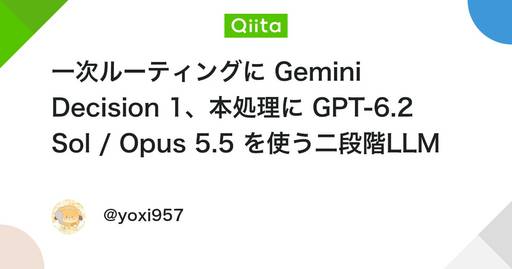 Qiita
一次ルーティングに Gemini
Decision 1、本処理に GPT-6.2
Sol / Opus 5.5 を使う二段階LLM
@yoxi957